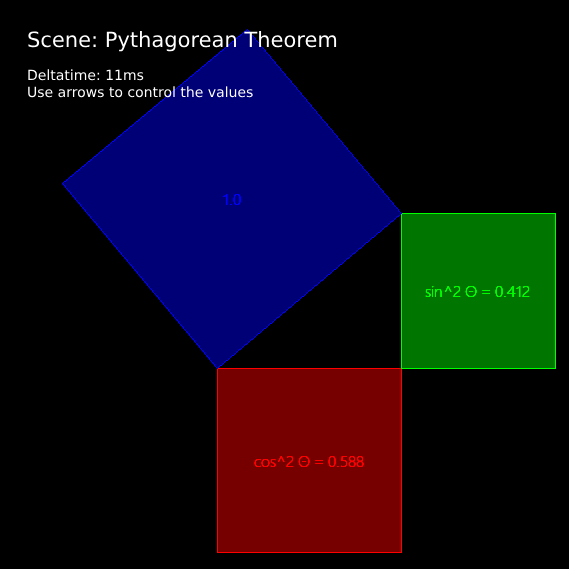 Scene: Pythagorean Theorem
Deltatime: 11ms
Use arrows to control the values
1.0
sin^2 Θ = 0.412
cos^2 Θ = 0.588